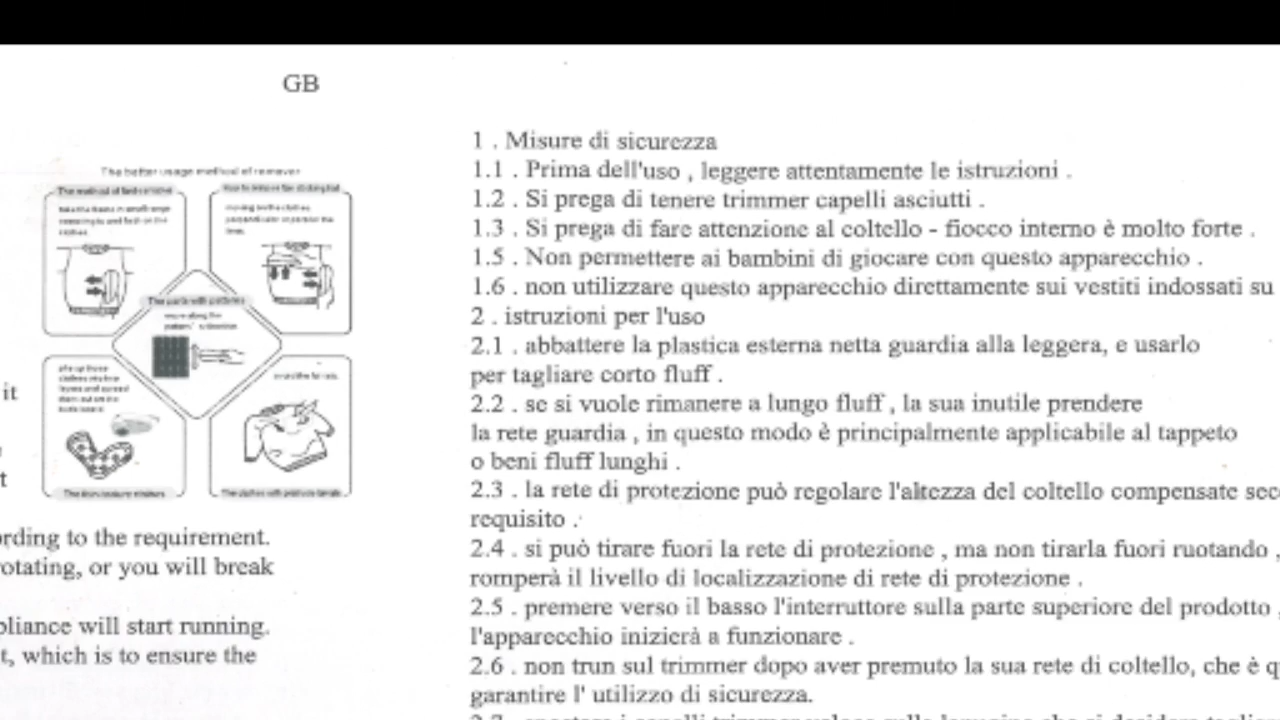 GB
The better usage method of remover
The parts with patterns
it
t
ording to the requirement.
otating, or you will break
pliance will start running.
t, which is to ensure the
1 . Misure di sicurezza
1.1 . Prima dell'uso , leggere attentamente le istruzioni .
1.2 . Si prega di tenere trimmer capelli asciutti .
1.3 . Si prega di fare attenzione al coltello - fiocco interno è molto forte .
1.5 . Non permettere ai bambini di giocare con questo apparecchio .
1.6 . non utilizzare questo apparecchio direttamente sui vestiti indossati su
2 . istruzioni per l'uso
2.1 . abbattere la plastica esterna netta guardia alla leggera, e usarlo
per tagliare corto fluff .
2.2 . se si vuole rimanere a lungo fluff , la sua inutile prendere
la rete guardia , in questo modo è principalmente applicabile al tappeto
o beni fluff lunghi .
2.3 . la rete di protezione può regolare l'altezza del coltello compensate sec
requisito .
2.4 . si può tirare fuori la rete di protezione , ma non tirarla fuori ruotando ,
romperà il livello di localizzazione di rete di protezione .
2.5 . premere verso il basso l'interruttore sulla parte superiore del prodotto ,
l'apparecchio inizierà a funzionare .
2.6 . non trun sul trimmer dopo aver premuto la sua rete di coltello, che è q
garantire l' utilizzo di sicurezza.